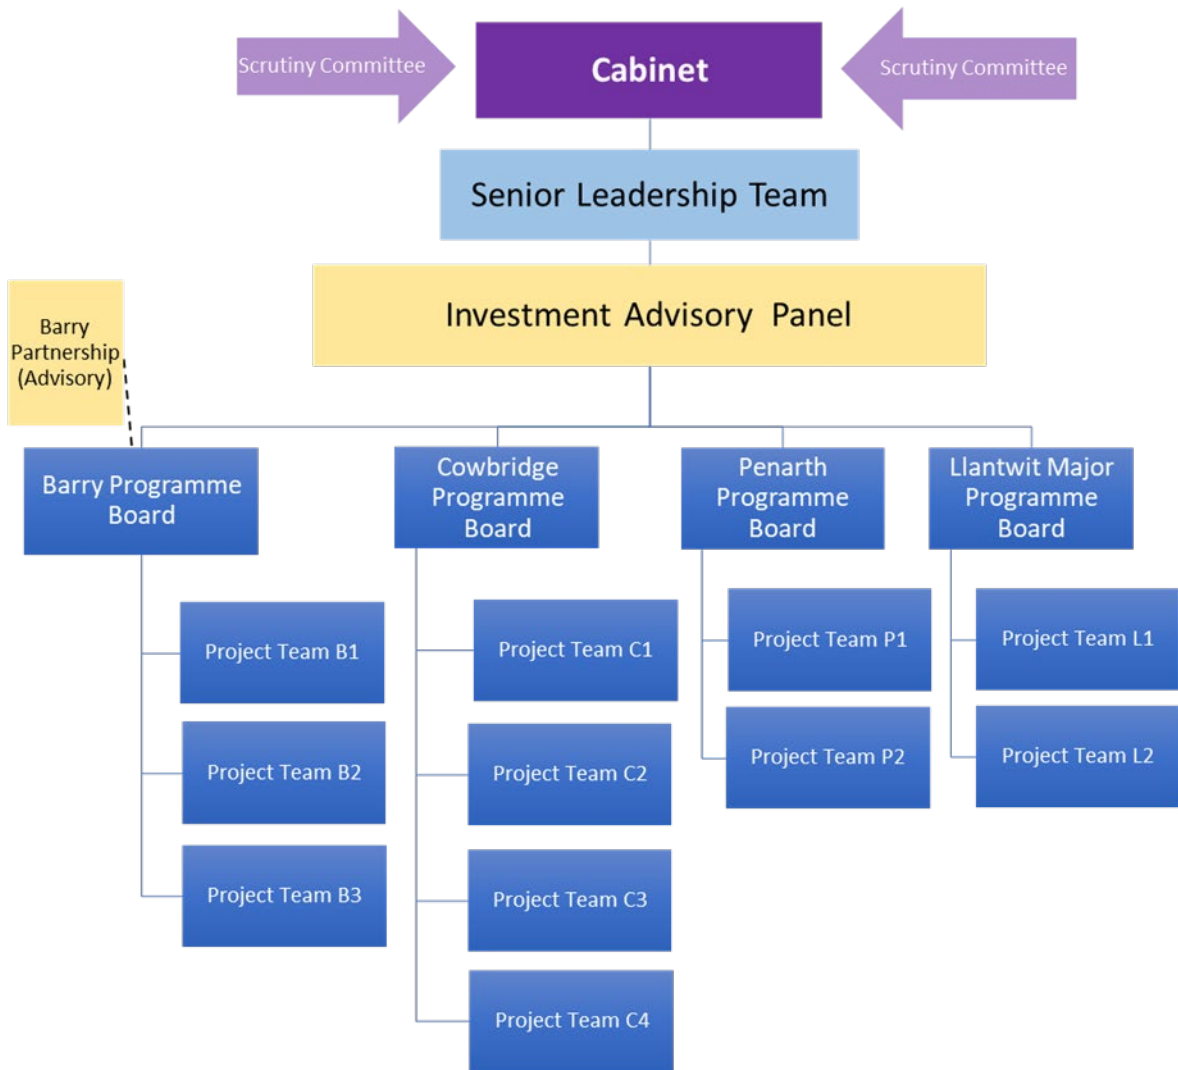 Scrutiny Committee
Cabinet
Scrutiny Committee
Senior Leadership Team
Investment Advisory Panel
Barry
Partnership
(Advisory)
Barry Programme
Board
Cowbridge
Programme
Board
Penarth
Programme
Board
Llantwit Major
Programme
Board
Project Team B1
Project Team B2
Project Team B3
Project Team C1
Project Team C2
Project Team C3
Project Team C4
Project Team P1
Project Team P2
Project Team L1
Project Team L2